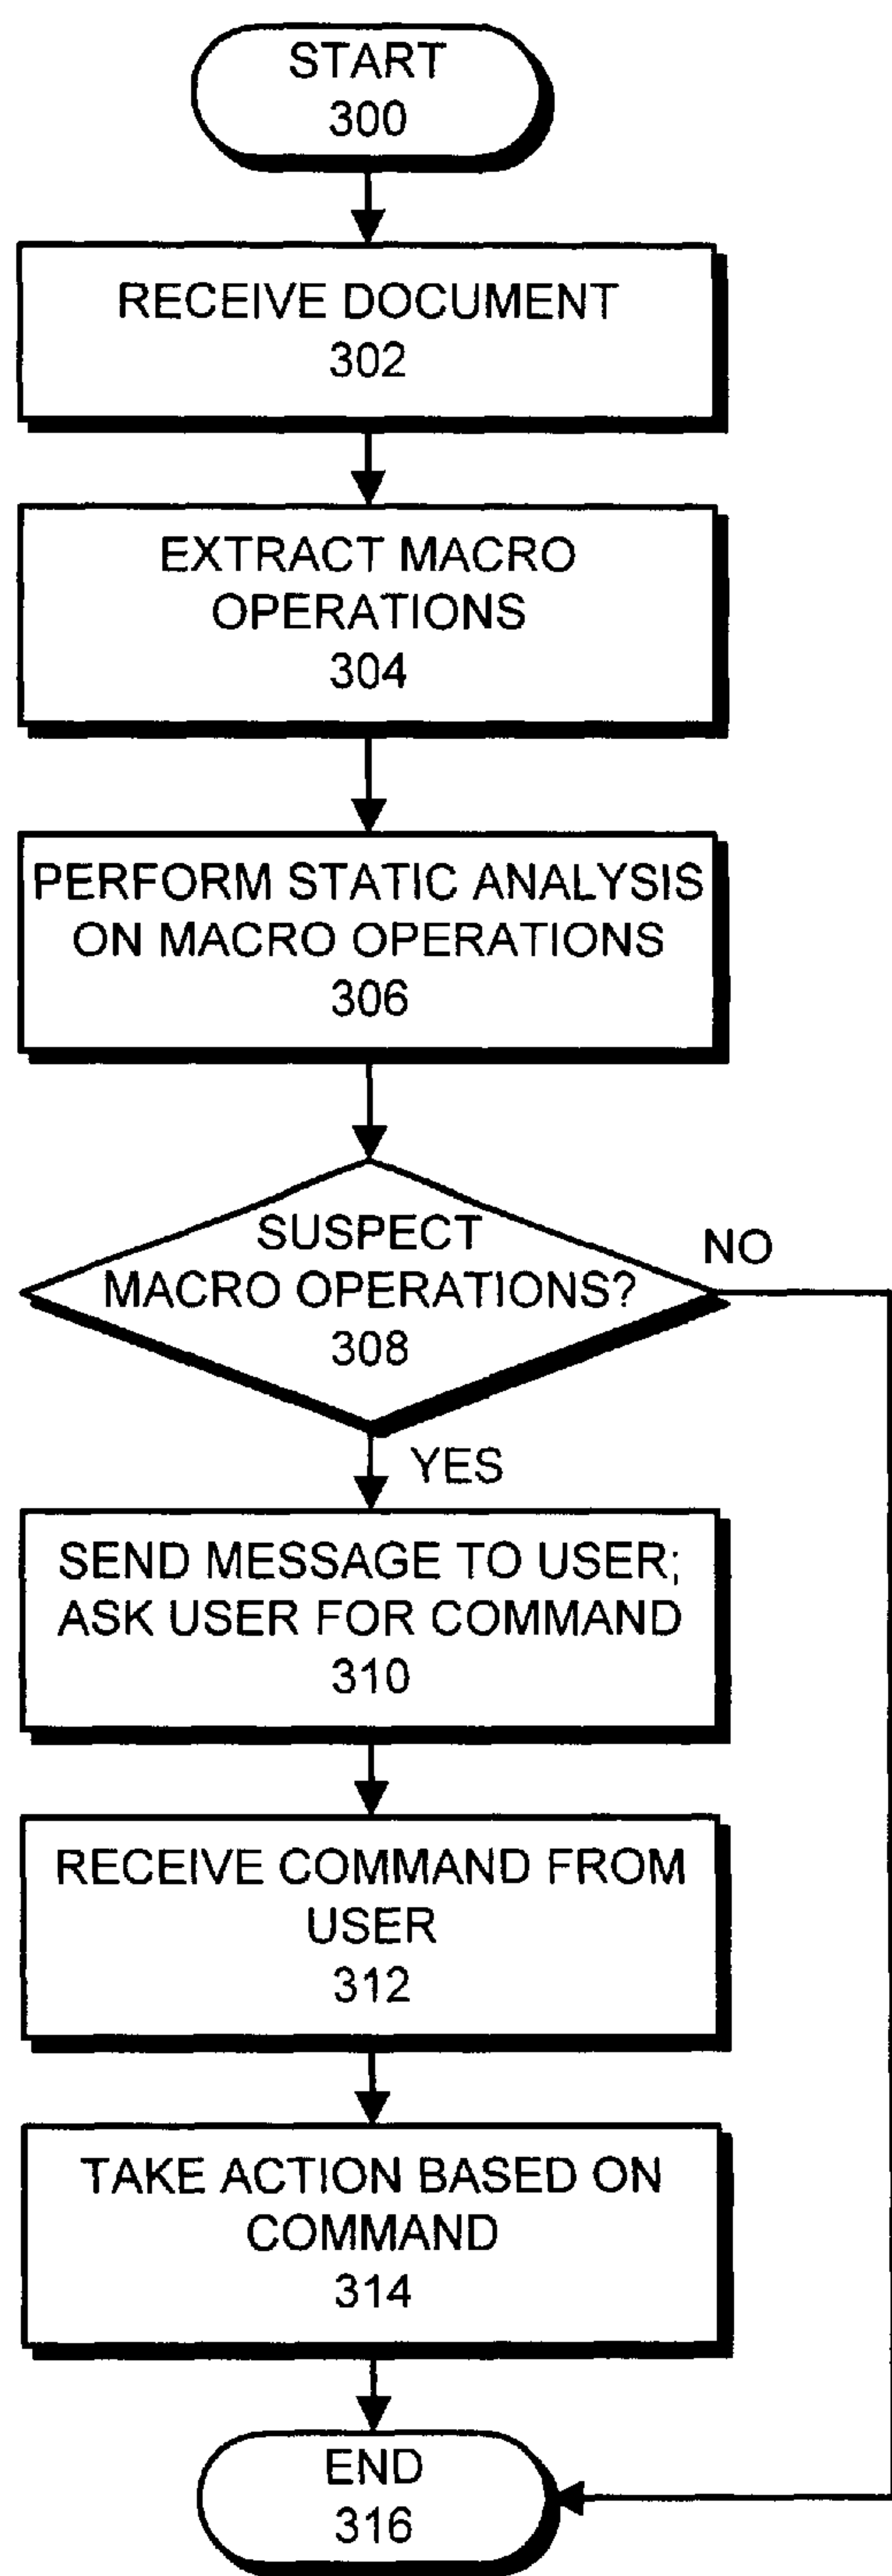 START
300
RECEIVE DOCUMENT
302
EXTRACT MACRO
OPERATIONS
304
PERFORM STATIC ANALYSIS
ON MACRO OPERATIONS
306
SUSPECT
MACRO OPERATIONS?
308
NO
YES
SEND MESSAGE TO USER;
ASK USER FOR COMMAND
310
RECEIVE COMMAND FROM
USER
312
TAKE ACTION BASED ON
COMMAND
314
END
316